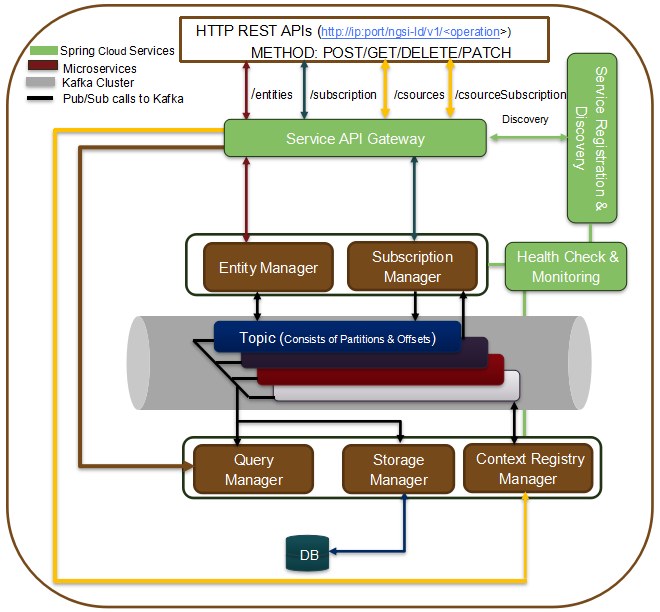 HTTP REST APIs (http://ip:port/ngsi-ld/v1/<operation>)
METHOD: POST/GET/DELETE/PATCH
Spring Cloud Services
Microservices
Kafka Cluster
Pub/Sub calls to Kafka
/entities
/subscription
/csources
/csourceSubscription
Service API Gateway
Discovery
Service Registration &
Discovery
Entity Manager
Subscription
Manager
Health Check &
Monitoring
Topic (Consists of Partitions & Offsets)
Query
Manager
Storage
Manager
Context Registry
Manager
DB